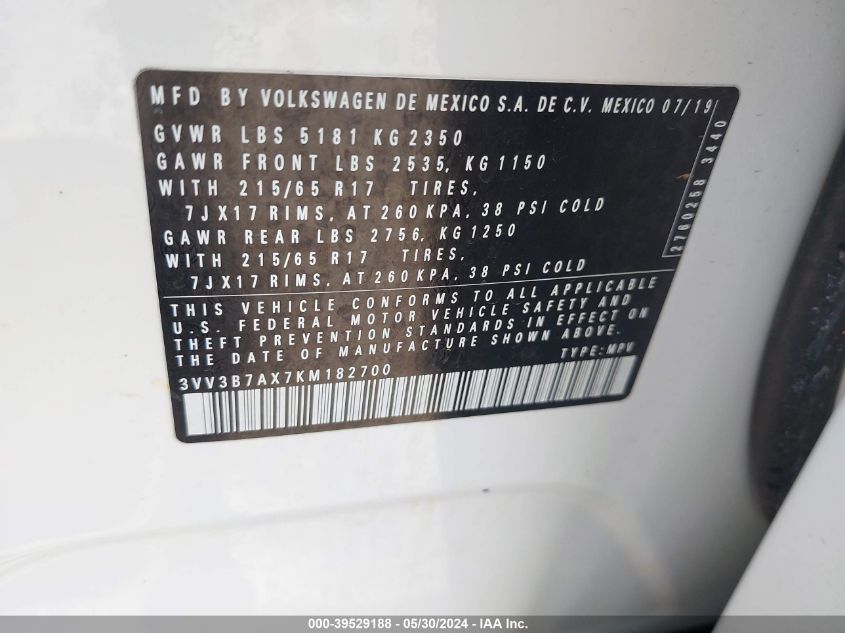 MFD BY VOLKSWAGEN DE MEXICO S.A. DE C.V. MEXICO 07/19
GVWR LBS 5181 KG 2350
GAWR FRONT LBS 2535, KG 1150
WITH 215/65 R17 TIRES,
7JX17 RIMS, AT 260 KPA, 38 PSI COLD
GAWR REAR LBS 2756, KG 1250
WITH 215/65 R17 TIRES,
7JX17 RIMS, AT 260 KPA, 38 PSI COLD
THIS VEHICLE CONFORMS TO ALL APPLICABLE
U.S. FEDERAL MOTOR VEHICLE SAFETY AND
THEFT PREVENTION STANDARDS IN EFFECT ON
THE DATE OF MANUFACTURE SHOWN ABOVE.
TYPE: MPV
3VV3B7AX7KM182700
2760258 3440
000-39529188 - 05/30/2024 - IAA Inc.